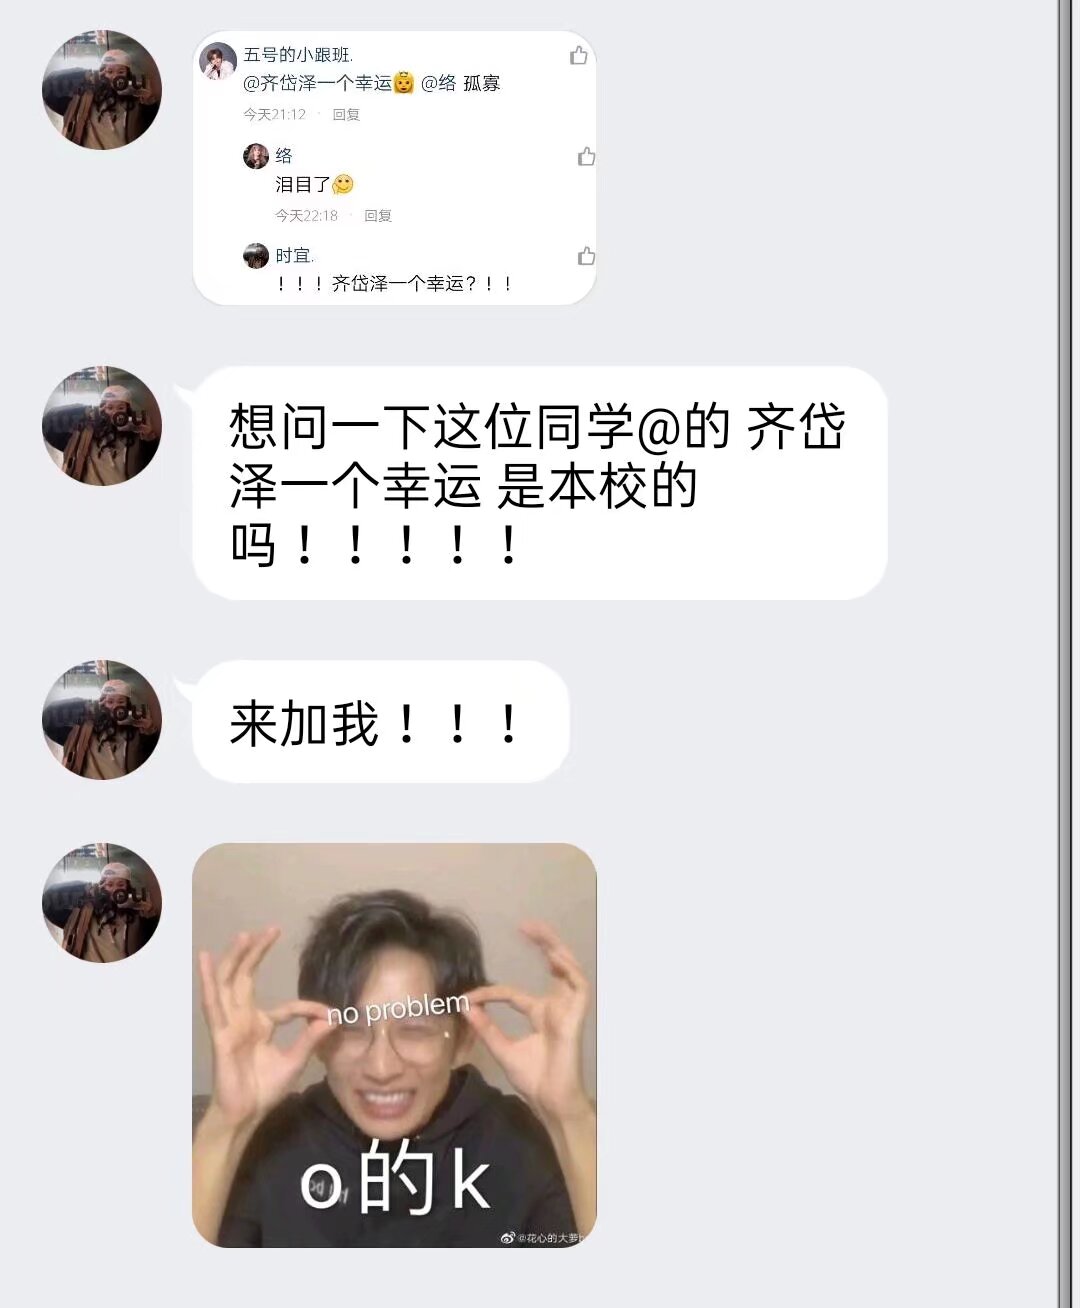 五号的小跟班.
@齐岱泽一个幸运👸 @络 孤寡
今天21:12 · 回复
络
泪目了
今天22:18 · 回复
时宜.
！！！齐岱泽一个幸运？！！
想问一下这位同学@的 齐岱
泽一个幸运 是本校的
吗！！！！！
来加我！！！
no problem
o的k
@花心的大萝